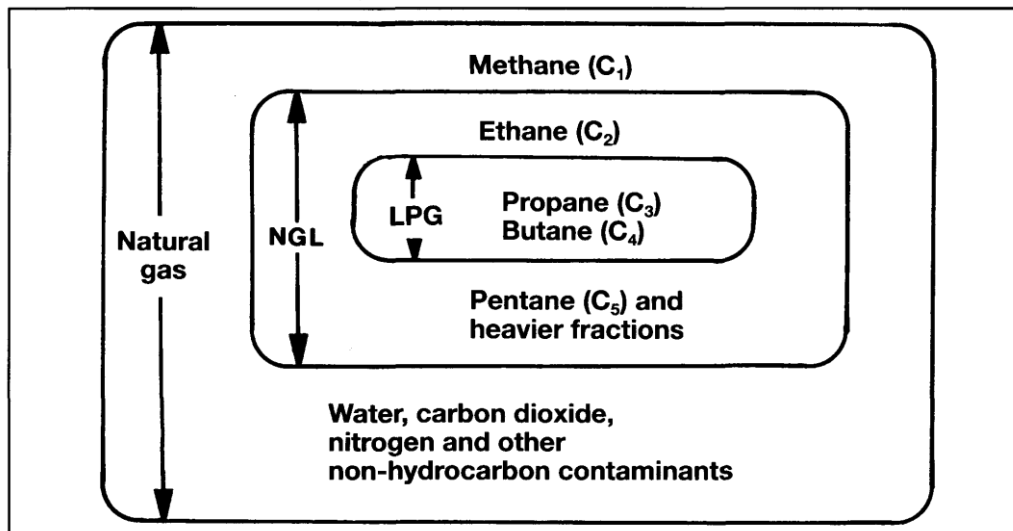 Methane (C₁)
Ethane (C₂)
Propane (C₃)
Butane (C₄)
LPG
NGL
Natural
gas
Pentane (C₅) and
heavier fractions
Water, carbon dioxide,
nitrogen and other
non-hydrocarbon contaminants